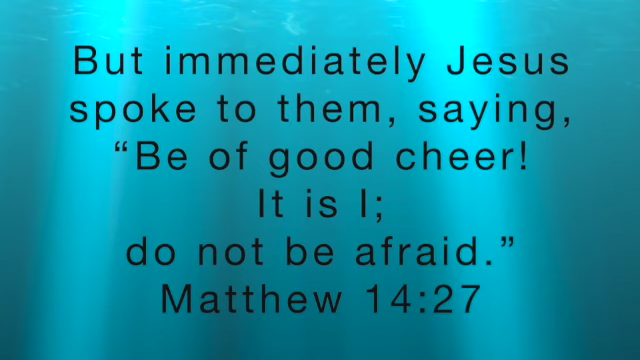 But immediately Jesus
spoke to them, saying,
“Be of good cheer!
It is I;
do not be afraid.”
Matthew 14:27